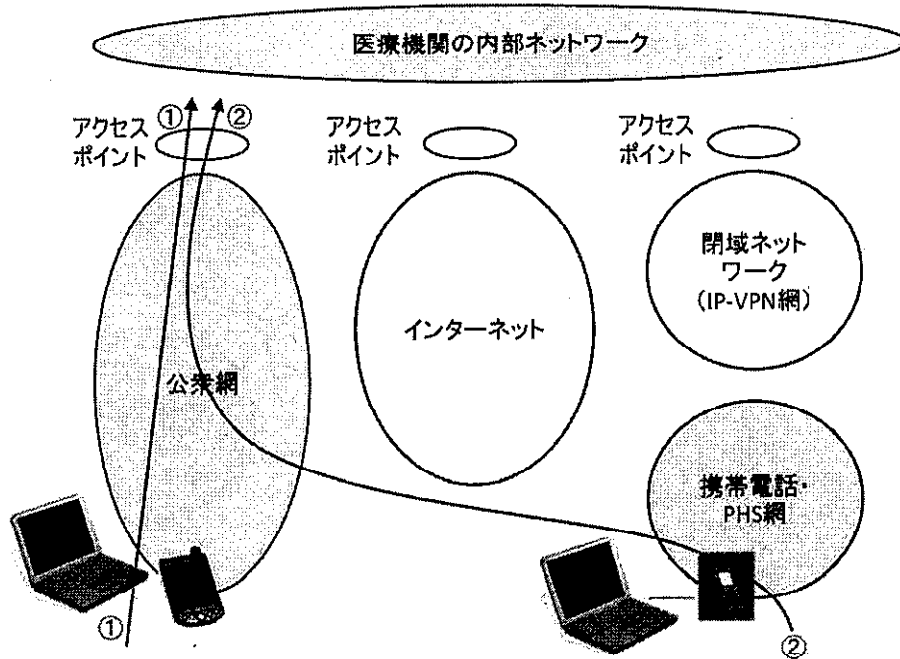 医療機関の内部ネットワーク
①
②
アクセス
ポイント
アクセス
ポイント
アクセス
ポイント
閉域ネット
ワーク
(IP-VPN網)
インターネット
公衆網
携帯電話・
PHS網
①
②